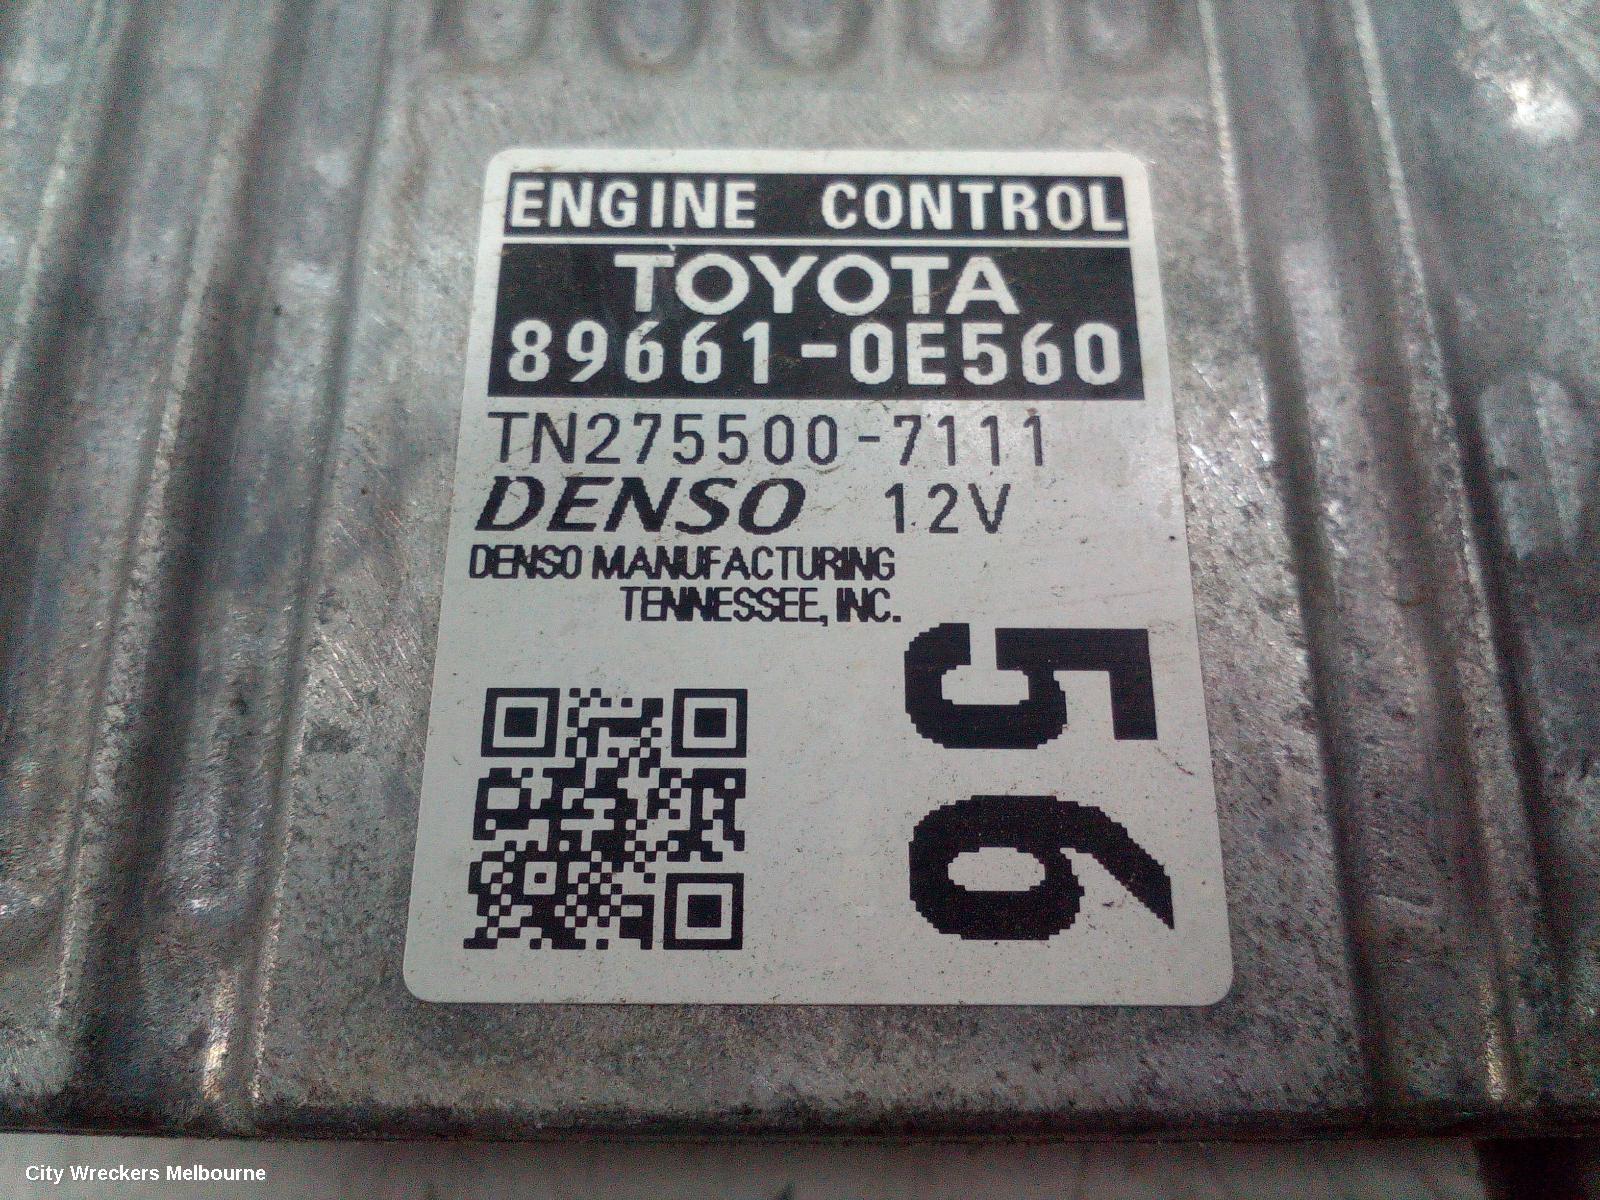 ENGINE CONTROL
TOYOTA
89661-0E560
TN275500-7111
DENSO 12V
DENSO MANUFACTURING
TENNESSEE, INC.
56
City Wreckers Melbourne